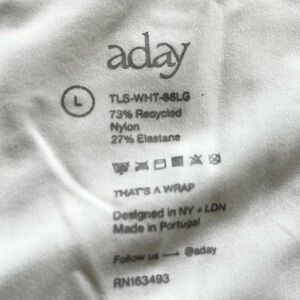 aday
L
TLS-WHT-86LG
73% Recycled
Nylon
27% Elastane
THAT'S A WRAP
Designed in NY + LDN
Made in Portugal
Follow us → @aday
RN163493